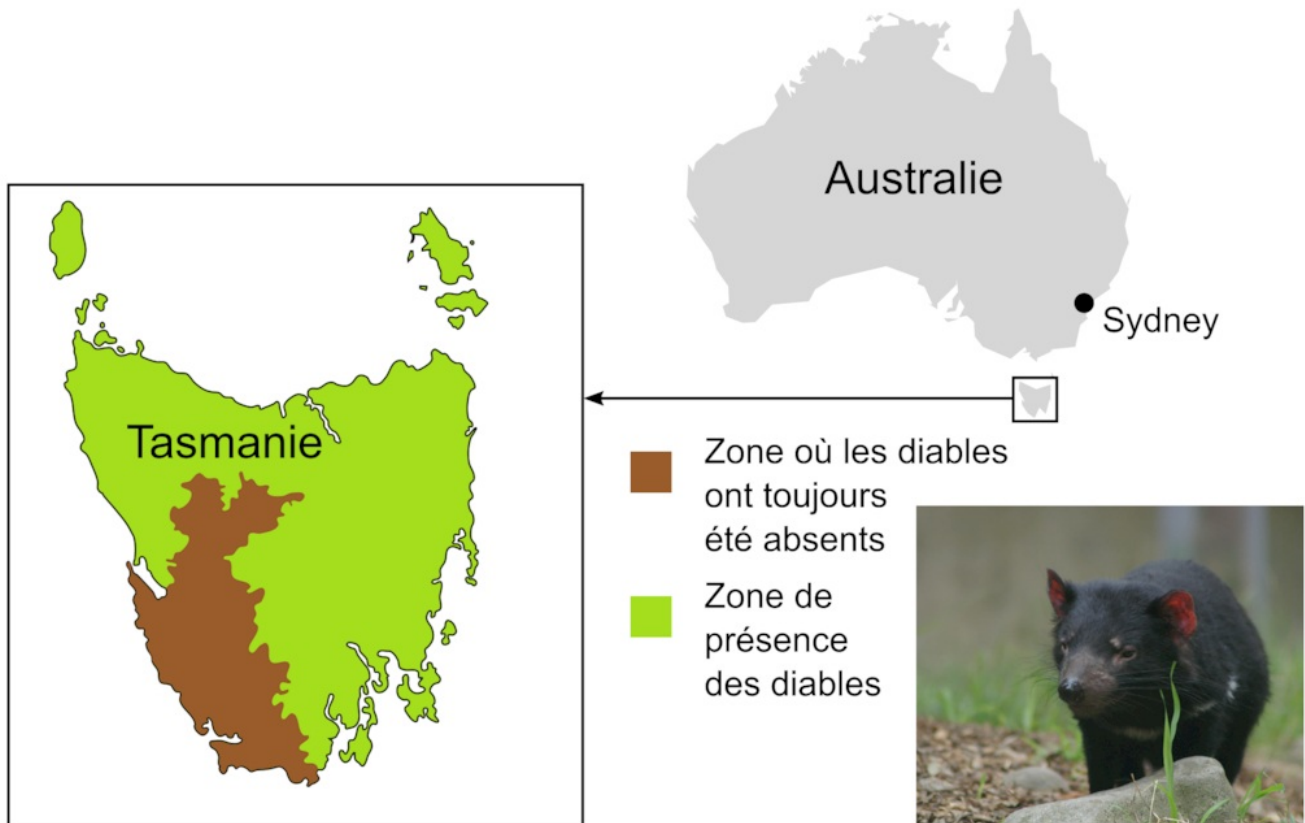 Australie
Sydney
Tasmanie
Zone où les diables
ont toujours
été absents
Zone de
présence
des diables